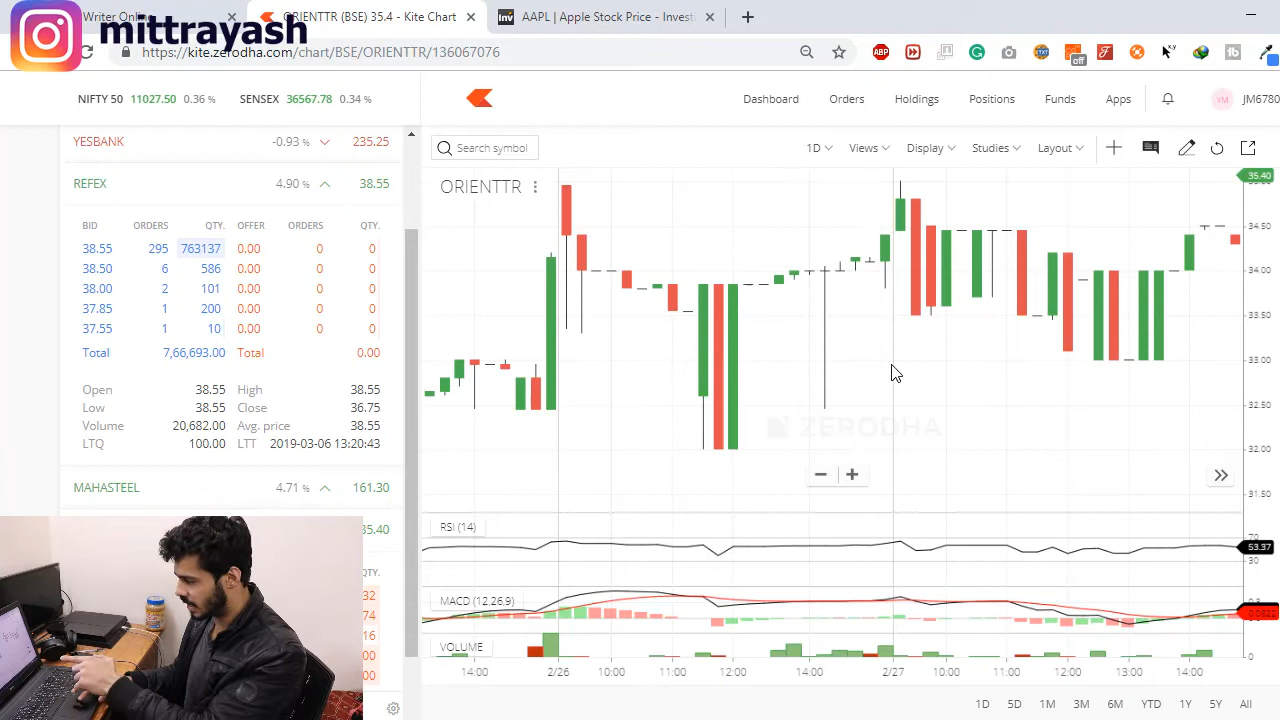 Writer Online
ORIENTTR (BSE) 35.4 - Kite Chart
AAPL | Apple Stock Price - Investi
mittrayash
https://kite.zerodha.com/chart/BSE/ORIENTTR/136067076
ABP
off
NIFTY 50 11027.50 0.36 % SENSEX 36567.78 0.34 %
Dashboard Orders Holdings Positions Funds Apps YM JM6780
YESBANK -0.93 % 235.25
REFEX 4.90 % 38.55
BID ORDERS QTY. OFFER ORDERS QTY.
38.55 295 763137 0.00 0 0
38.50 6 586 0.00 0 0
38.00 2 101 0.00 0 0
37.85 1 200 0.00 0 0
37.55 1 10 0.00 0 0
Total 7,66,693.00 Total 0.00
Open 38.55 High 38.55
Low 38.55 Close 36.75
Volume 20,682.00 Avg. price 38.55
LTQ 100.00 LTT 2019-03-06 13:20:43
MAHASTEEL 4.71 % 161.30
35.40
QTY.
Search symbol
1D Views Display Studies Layout
ORIENTTR
35.40
34.50
34.00
33.50
33.00
32.50
32.00
31.50
ZERODHA
RSI (14)
53.37
30
MACD (12,26,9)
VOLUME
0
14:00 2/26 10:00 11:00 12:00 14:00 2/27 10:00 11:00 12:00 13:00 14:00
1D 5D 1M 3M 6M YTD 1Y 5Y All